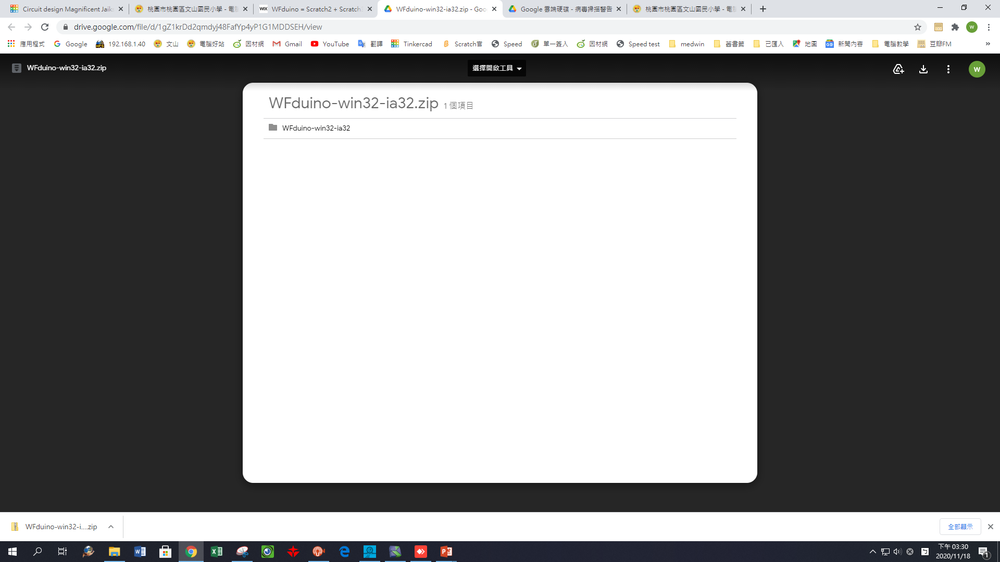 Circuit design Magnificent Jaik
桃園市桃園區文山國民小學 - 電腦
WFduino = Scratch2 + Scratch3
WFduino-win32-ia32.zip - Goo
Google 雲端硬碟 - 病毒掃描警告
桃園市桃園區文山國民小學 - 電腦
drive.google.com/file/d/1gZ1krDd2qmdyj48FafYp4yP1G1MDDSEH/view
應用程式
Google
192.168.1.40
文山
電腦好站
因材網
Gmail
YouTube
翻譯
Tinkercad
Scratch官
Speed
單一簽入
因材網
Speed test
medwin
舊書籤
已匯入
地圖
新聞內容
電腦教學
豆瓣FM
WFduino-win32-ia32.zip
選擇開啟工具
W
WFduino-win32-ia32.zip 1 個項目
WFduino-win32-ia32
WFduino-win32-i....zip
全部顯示
下午 03:30
2020/11/18